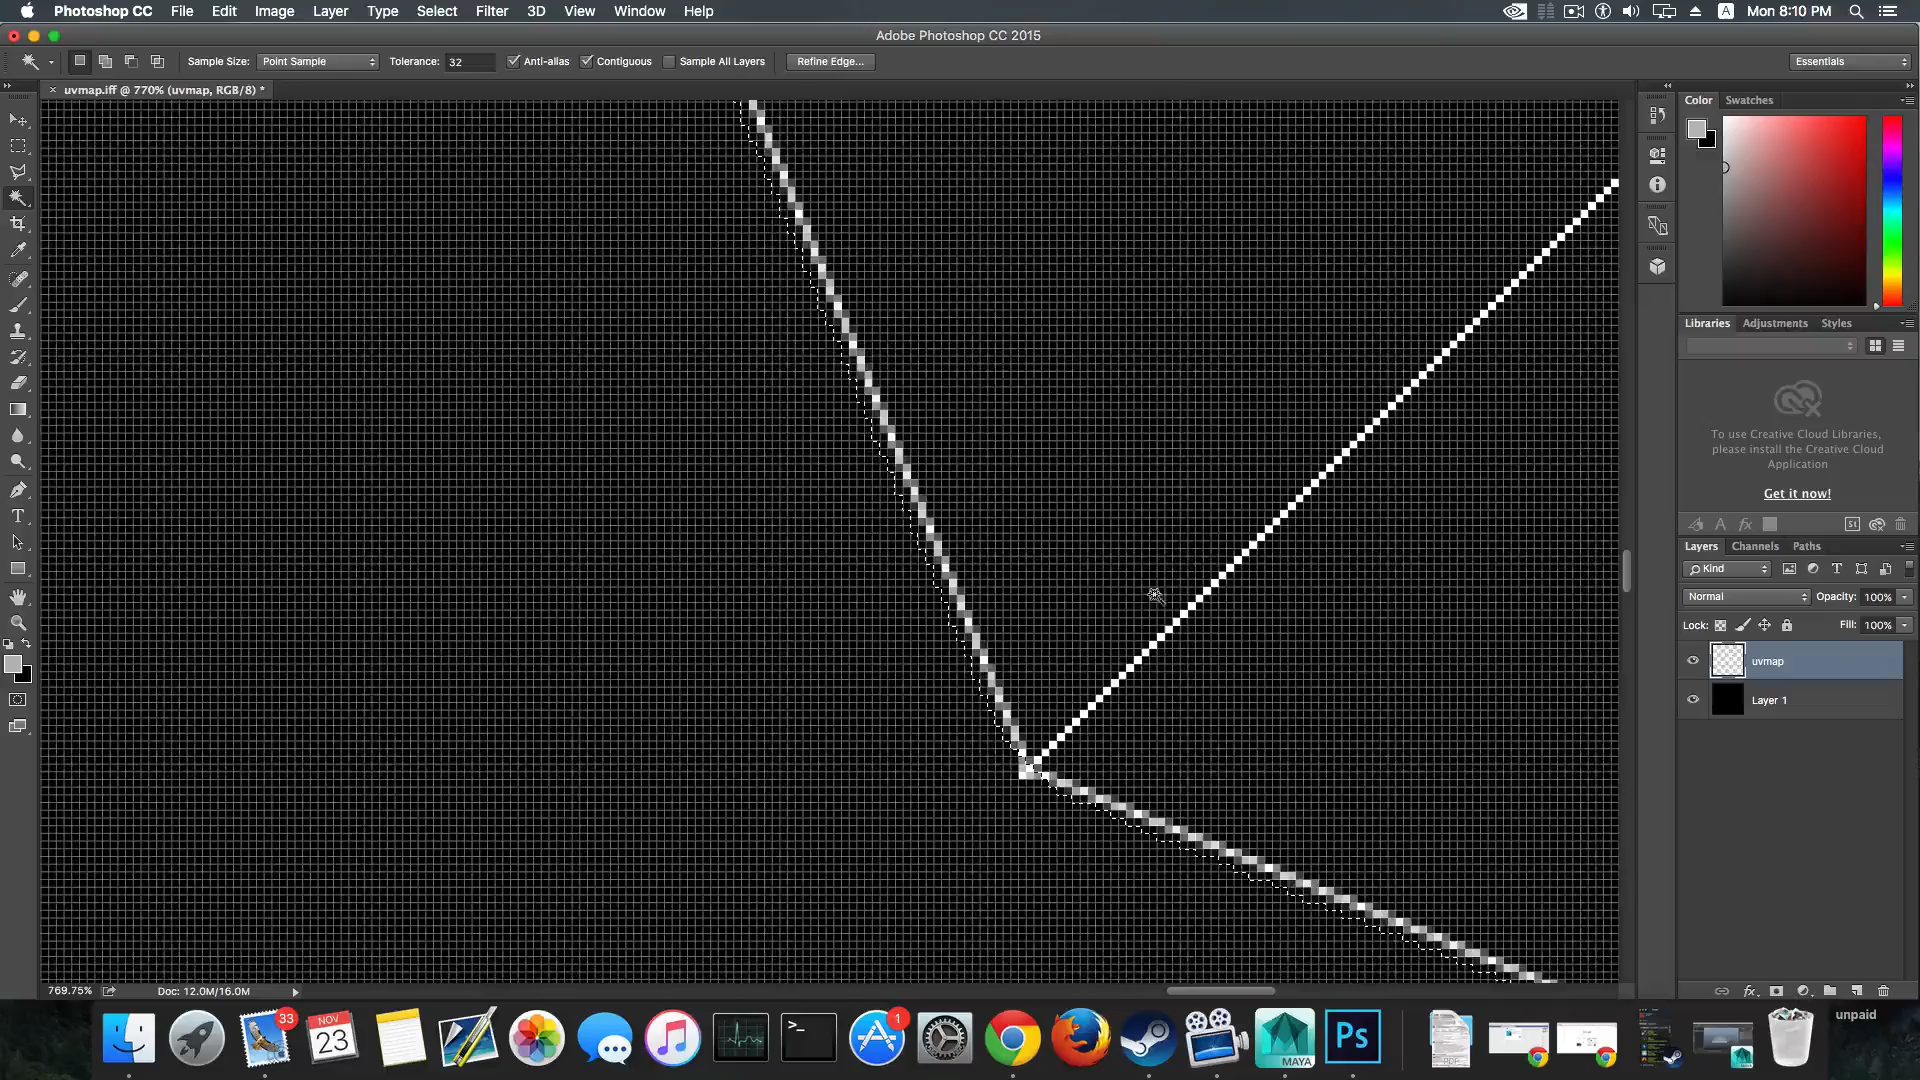 Photoshop CC File Edit Image Layer Type Select Filter 3D View Window Help A Mon 8:10 PM
Adobe Photoshop CC 2015
Sample Size: Point Sample Tolerance: 32 Anti-alias Contiguous Sample All Layers Refine Edge... Essentials
× uvmap.iff @ 770% (uvmap, RGB/8) *
Color Swatches
Libraries Adjustments Styles
To use Creative Cloud Libraries,
please install the Creative Cloud
Application
Get it now!
T
A fx St
Layers Channels Paths
Kind T
Normal Opacity: 100%
Lock: Fill: 100%
uvmap
Layer 1
769.75% Doc: 12.0M/16.0M
fx
33
NOV
23
>_
1
MAYA
Ps
PDF
unpaid